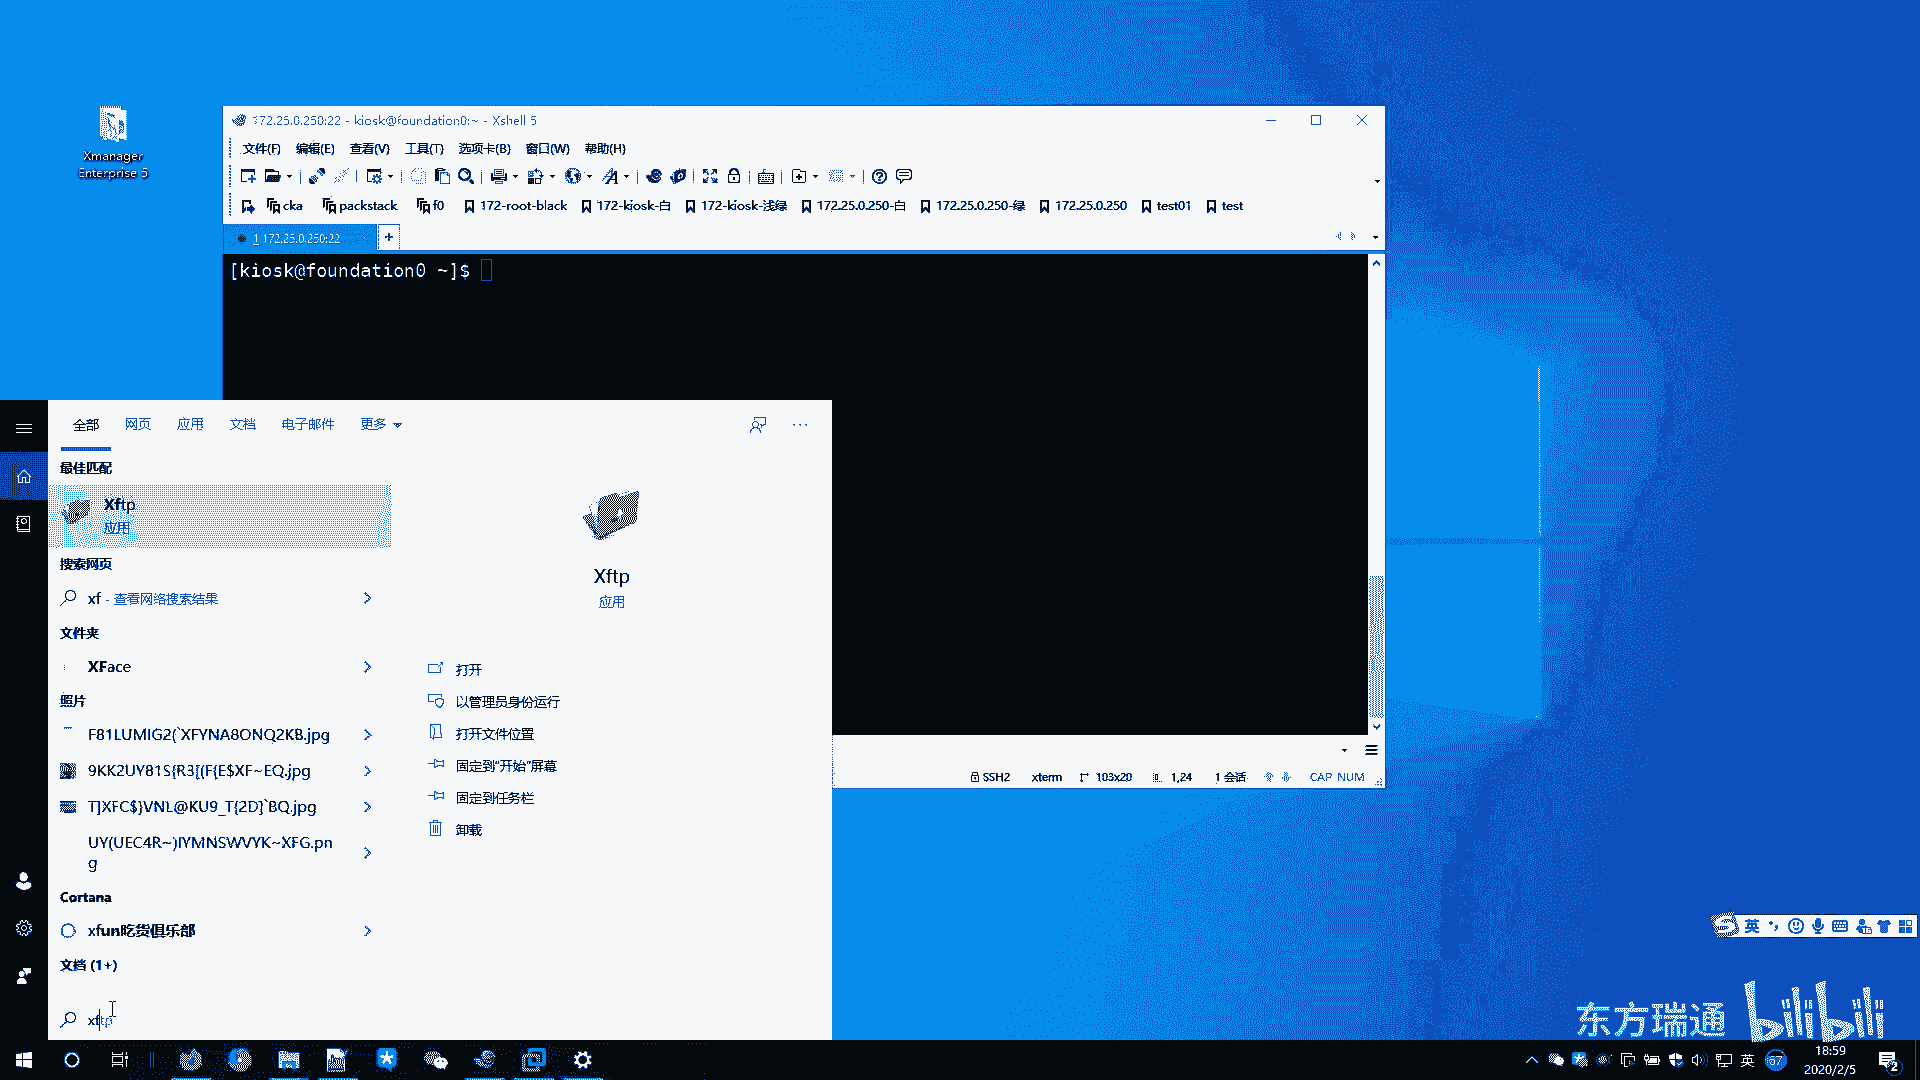 Xmanager
Enterprise 5
172.25.0.250:22 - kiosk@foundation0:~ - Xshell 5
文件(F) 编辑(E) 查看(V) 工具(T) 选项卡(B) 窗口(W) 帮助(H)
cka packstack f0 172-root-black 172-kiosk-白 172-kiosk-浅绿 172.25.0.250-白 172.25.0.250-绿 172.25.0.250 test01 test
1 172.25.0.250:22 +
[kiosk@foundation0 ~]$
全部 网页 应用 文档 电子邮件 更多 ...
最佳匹配
Xftp
应用
搜索网页
xf - 查看网络搜索结果
文件夹
XFace
照片
F81LUMIG2(`XFYNA8ONQ2KB.jpg
9KK2UY81S{R3[(F{E$XF~EQ.jpg
T]XFC$}VNL@KU9_T{2D}`BQ.jpg
UY(UEC4R~)IYMNSWVYK~XFG.pn
g
Cortana
xfun吃货俱乐部
文档 (1+)
xftp
Xftp
应用
打开
以管理员身份运行
打开文件位置
固定到"开始"屏幕
固定到任务栏
卸载
SSH2 xterm 103x20 1,24 1 会话 CAP NUM
英
东方瑞通 bilibili
英 67 18:59
2020/2/5 2